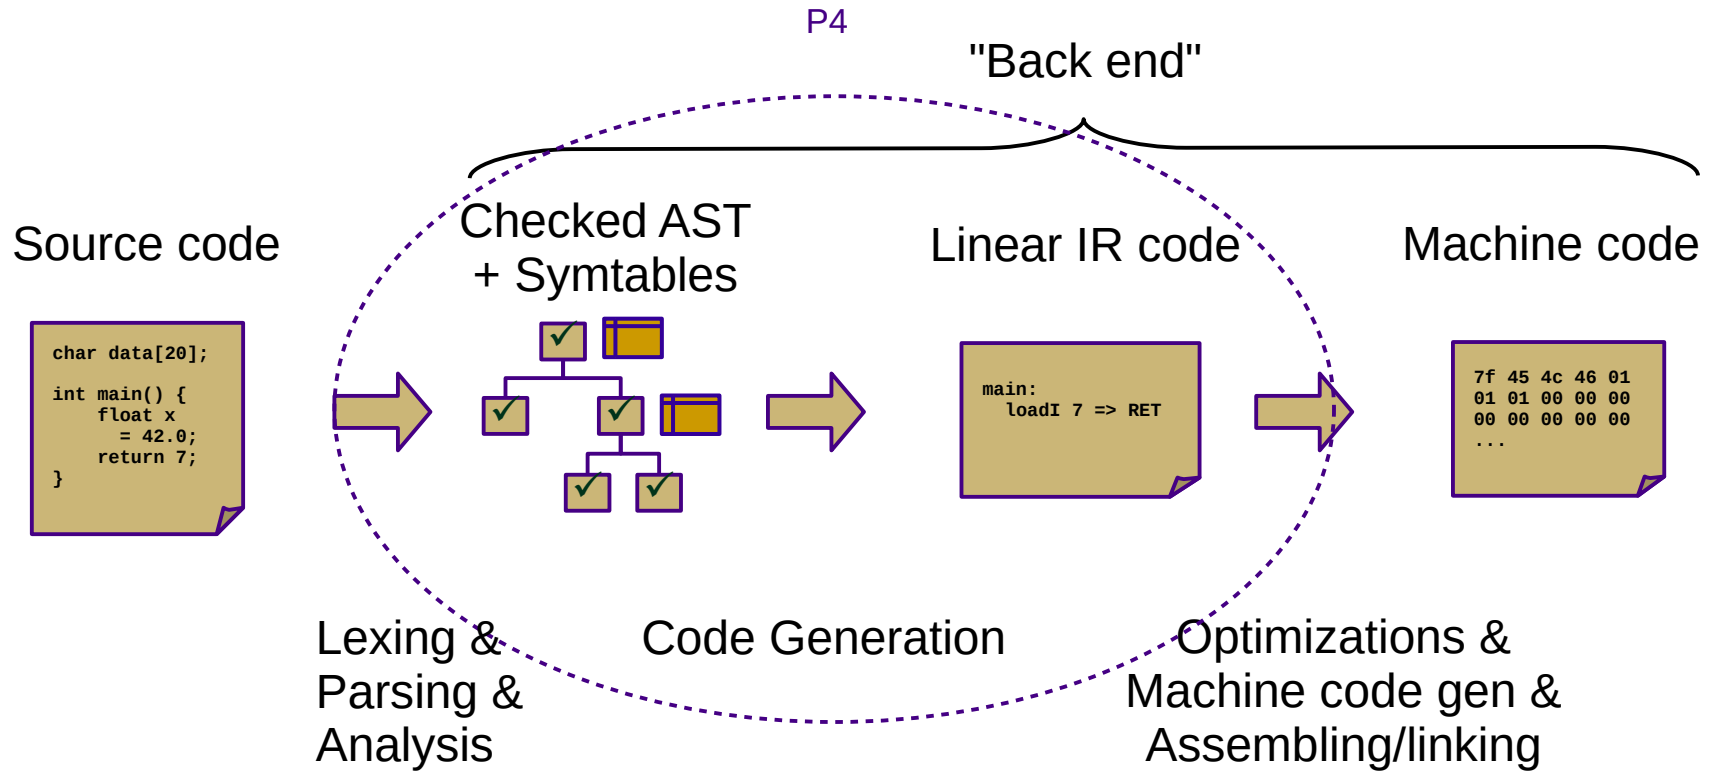 P4
"Back end"
Source code
Checked AST
+ Symtables
Linear IR code
Machine code
char data[20];
int main() {
float x
= 42.0;
return 7;
}
main:
loadI 7 => RET
7f 45 4c 46 01
01 01 00 00 00
00 00 00 00 00
...
Lexing &
Parsing &
Analysis
Code Generation
Optimizations &
Machine code gen &
Assembling/linking